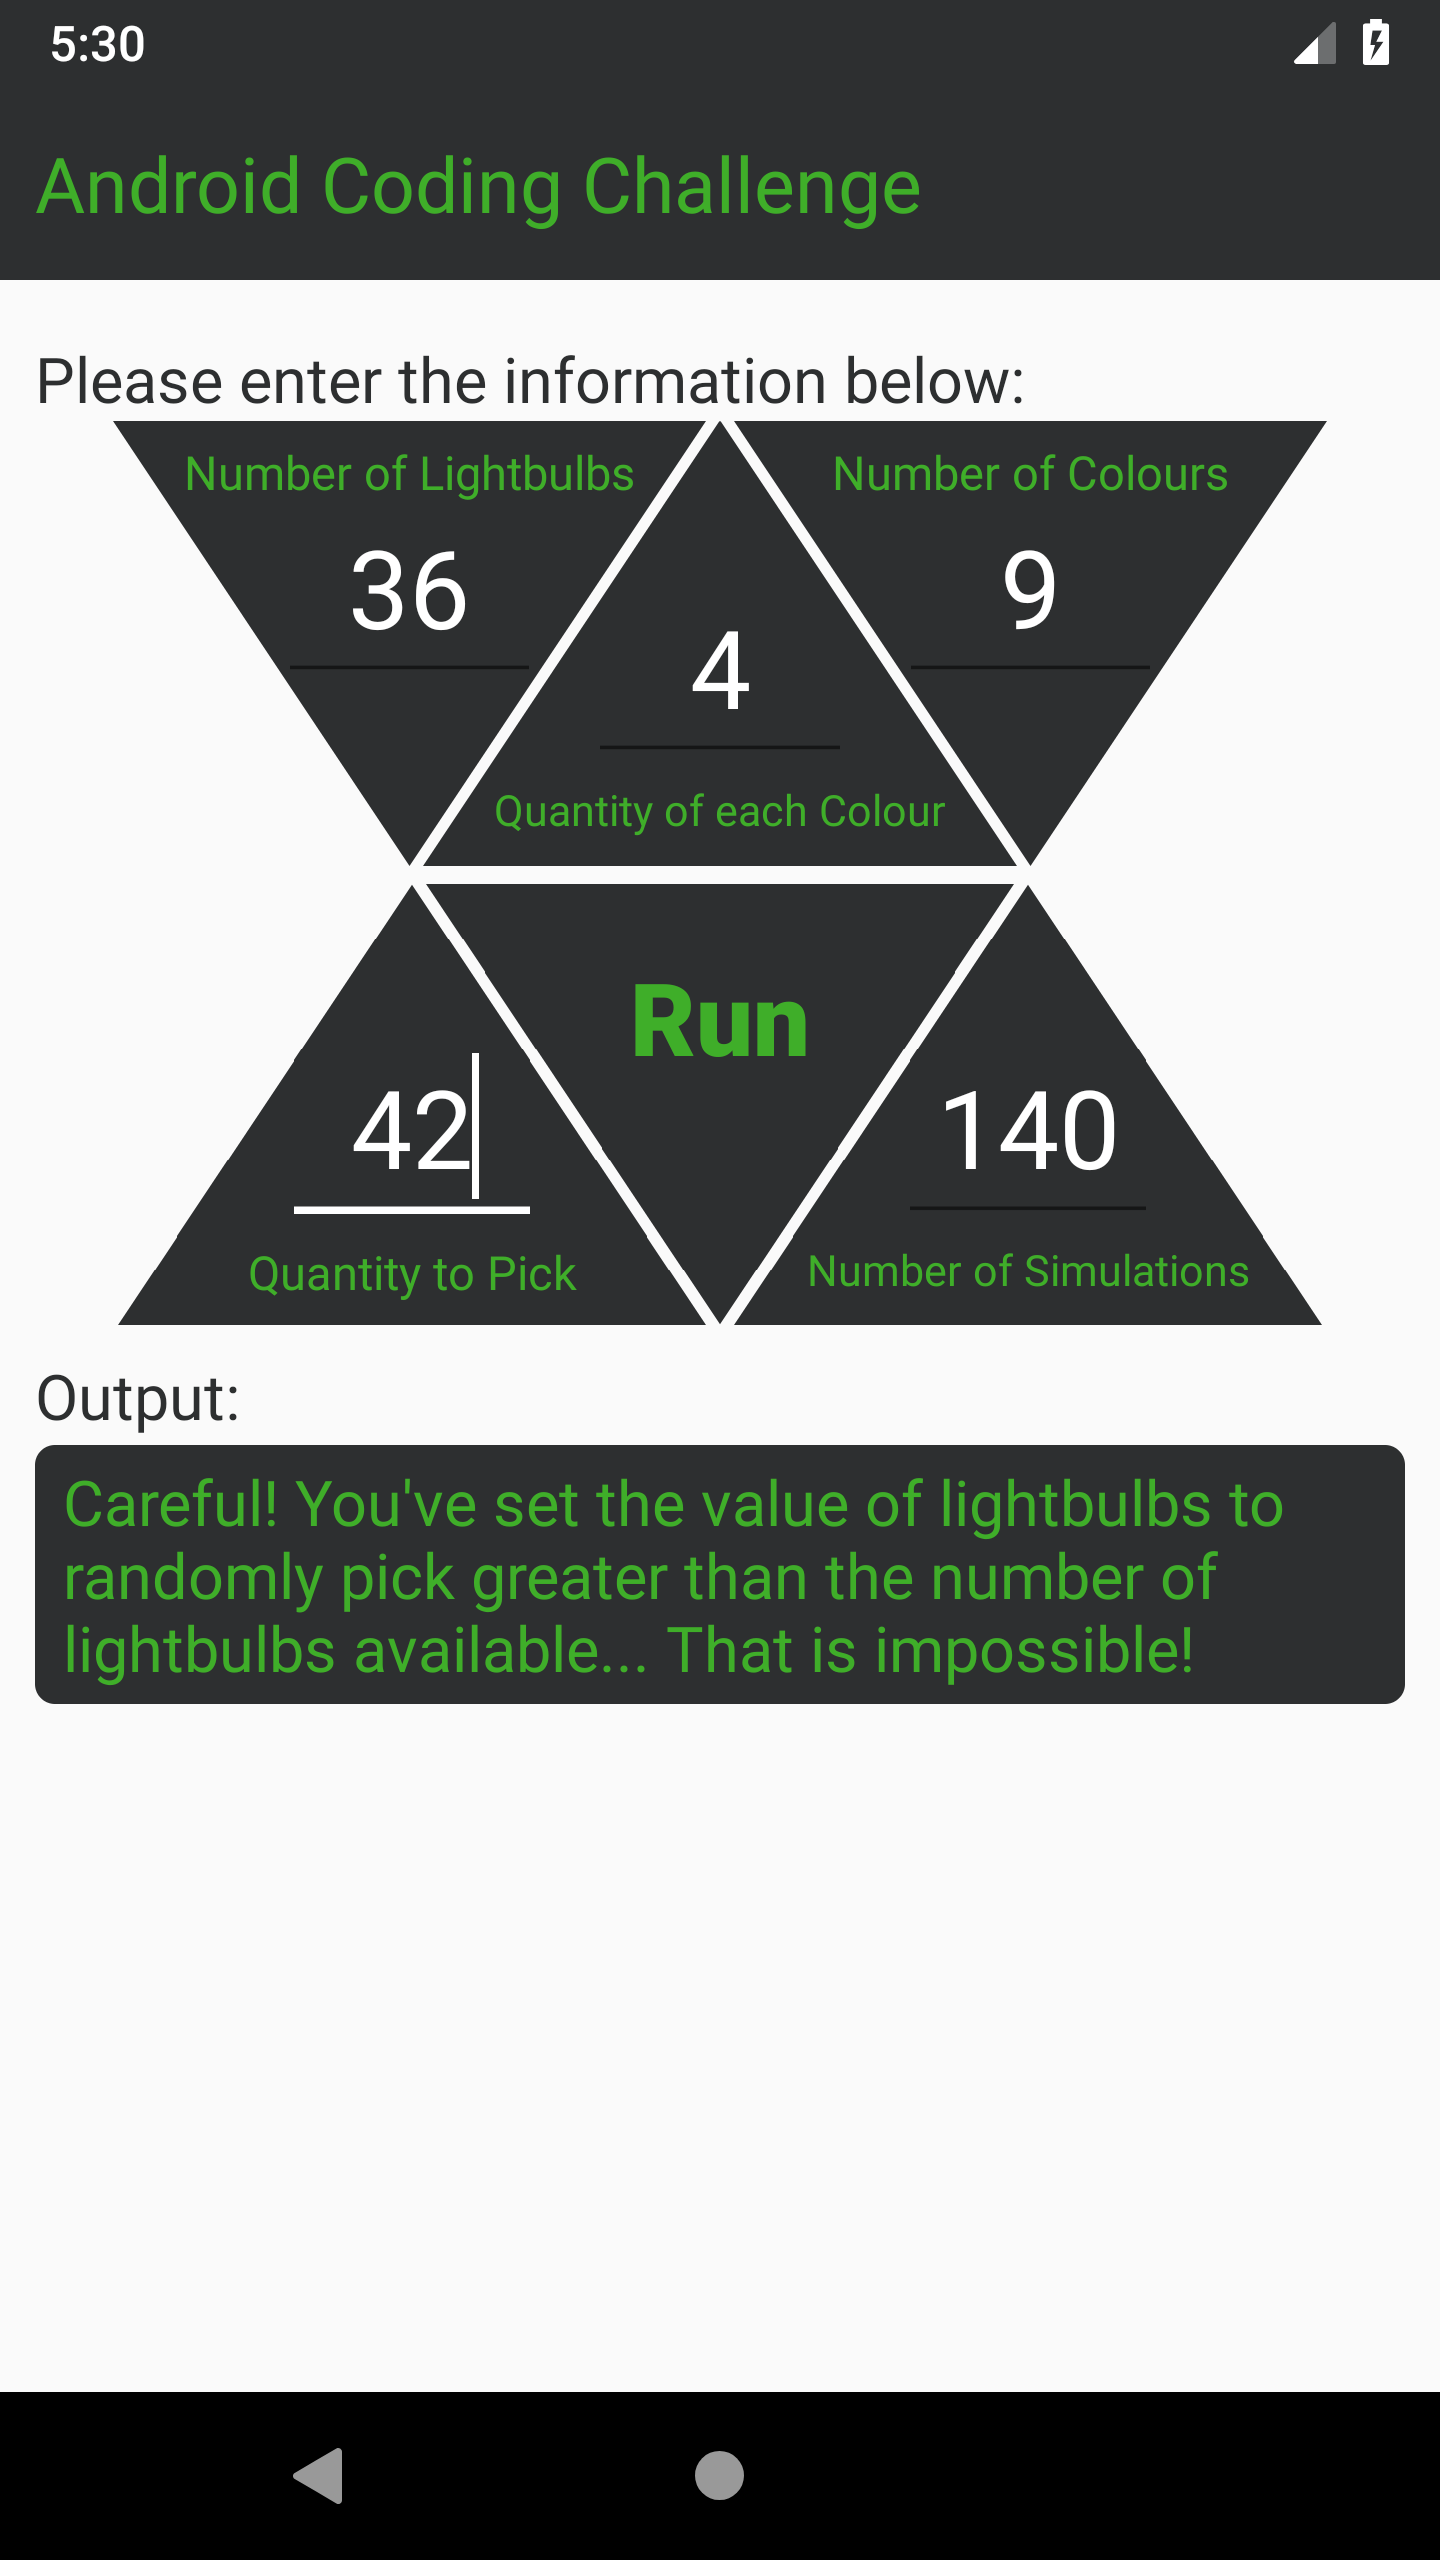 5:30
Android Coding Challenge
Please enter the information below:
Number of Lightbulbs
36
4
Quantity of each Colour
Number of Colours
9
42
Quantity to Pick
Run
140
Number of Simulations
Output:
Careful! You've set the value of lightbulbs to
randomly pick greater than the number of
lightbulbs available... That is impossible!